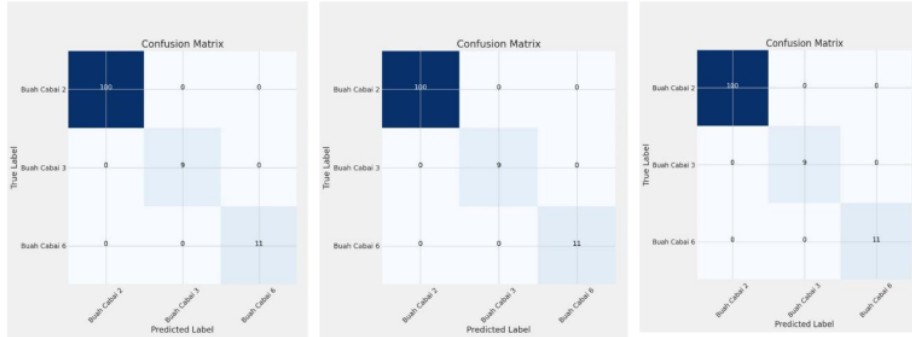 Confusion Matrix
Buah Cabai 2
100 0 0
Buah Cabai 3
0 9 0
Buah Cabai 6
0 0 11
True Label
Buah Cabai 2
Buah Cabai 3
Buah Cabai 6
Predicted Label
Confusion Matrix
Buah Cabai 2
100 0 0
Buah Cabai 3
0 9 0
Buah Cabai 6
0 0 11
True Label
Buah Cabai 2
Buah Cabai 3
Buah Cabai 6
Predicted Label
Confusion Matrix
Buah Cabai 2
100 0 0
Buah Cabai 3
0 9 0
Buah Cabai 6
0 0 11
True Label
Buah Cabai 2
Buah Cabai 3
Buah Cabai 6
Predicted Label